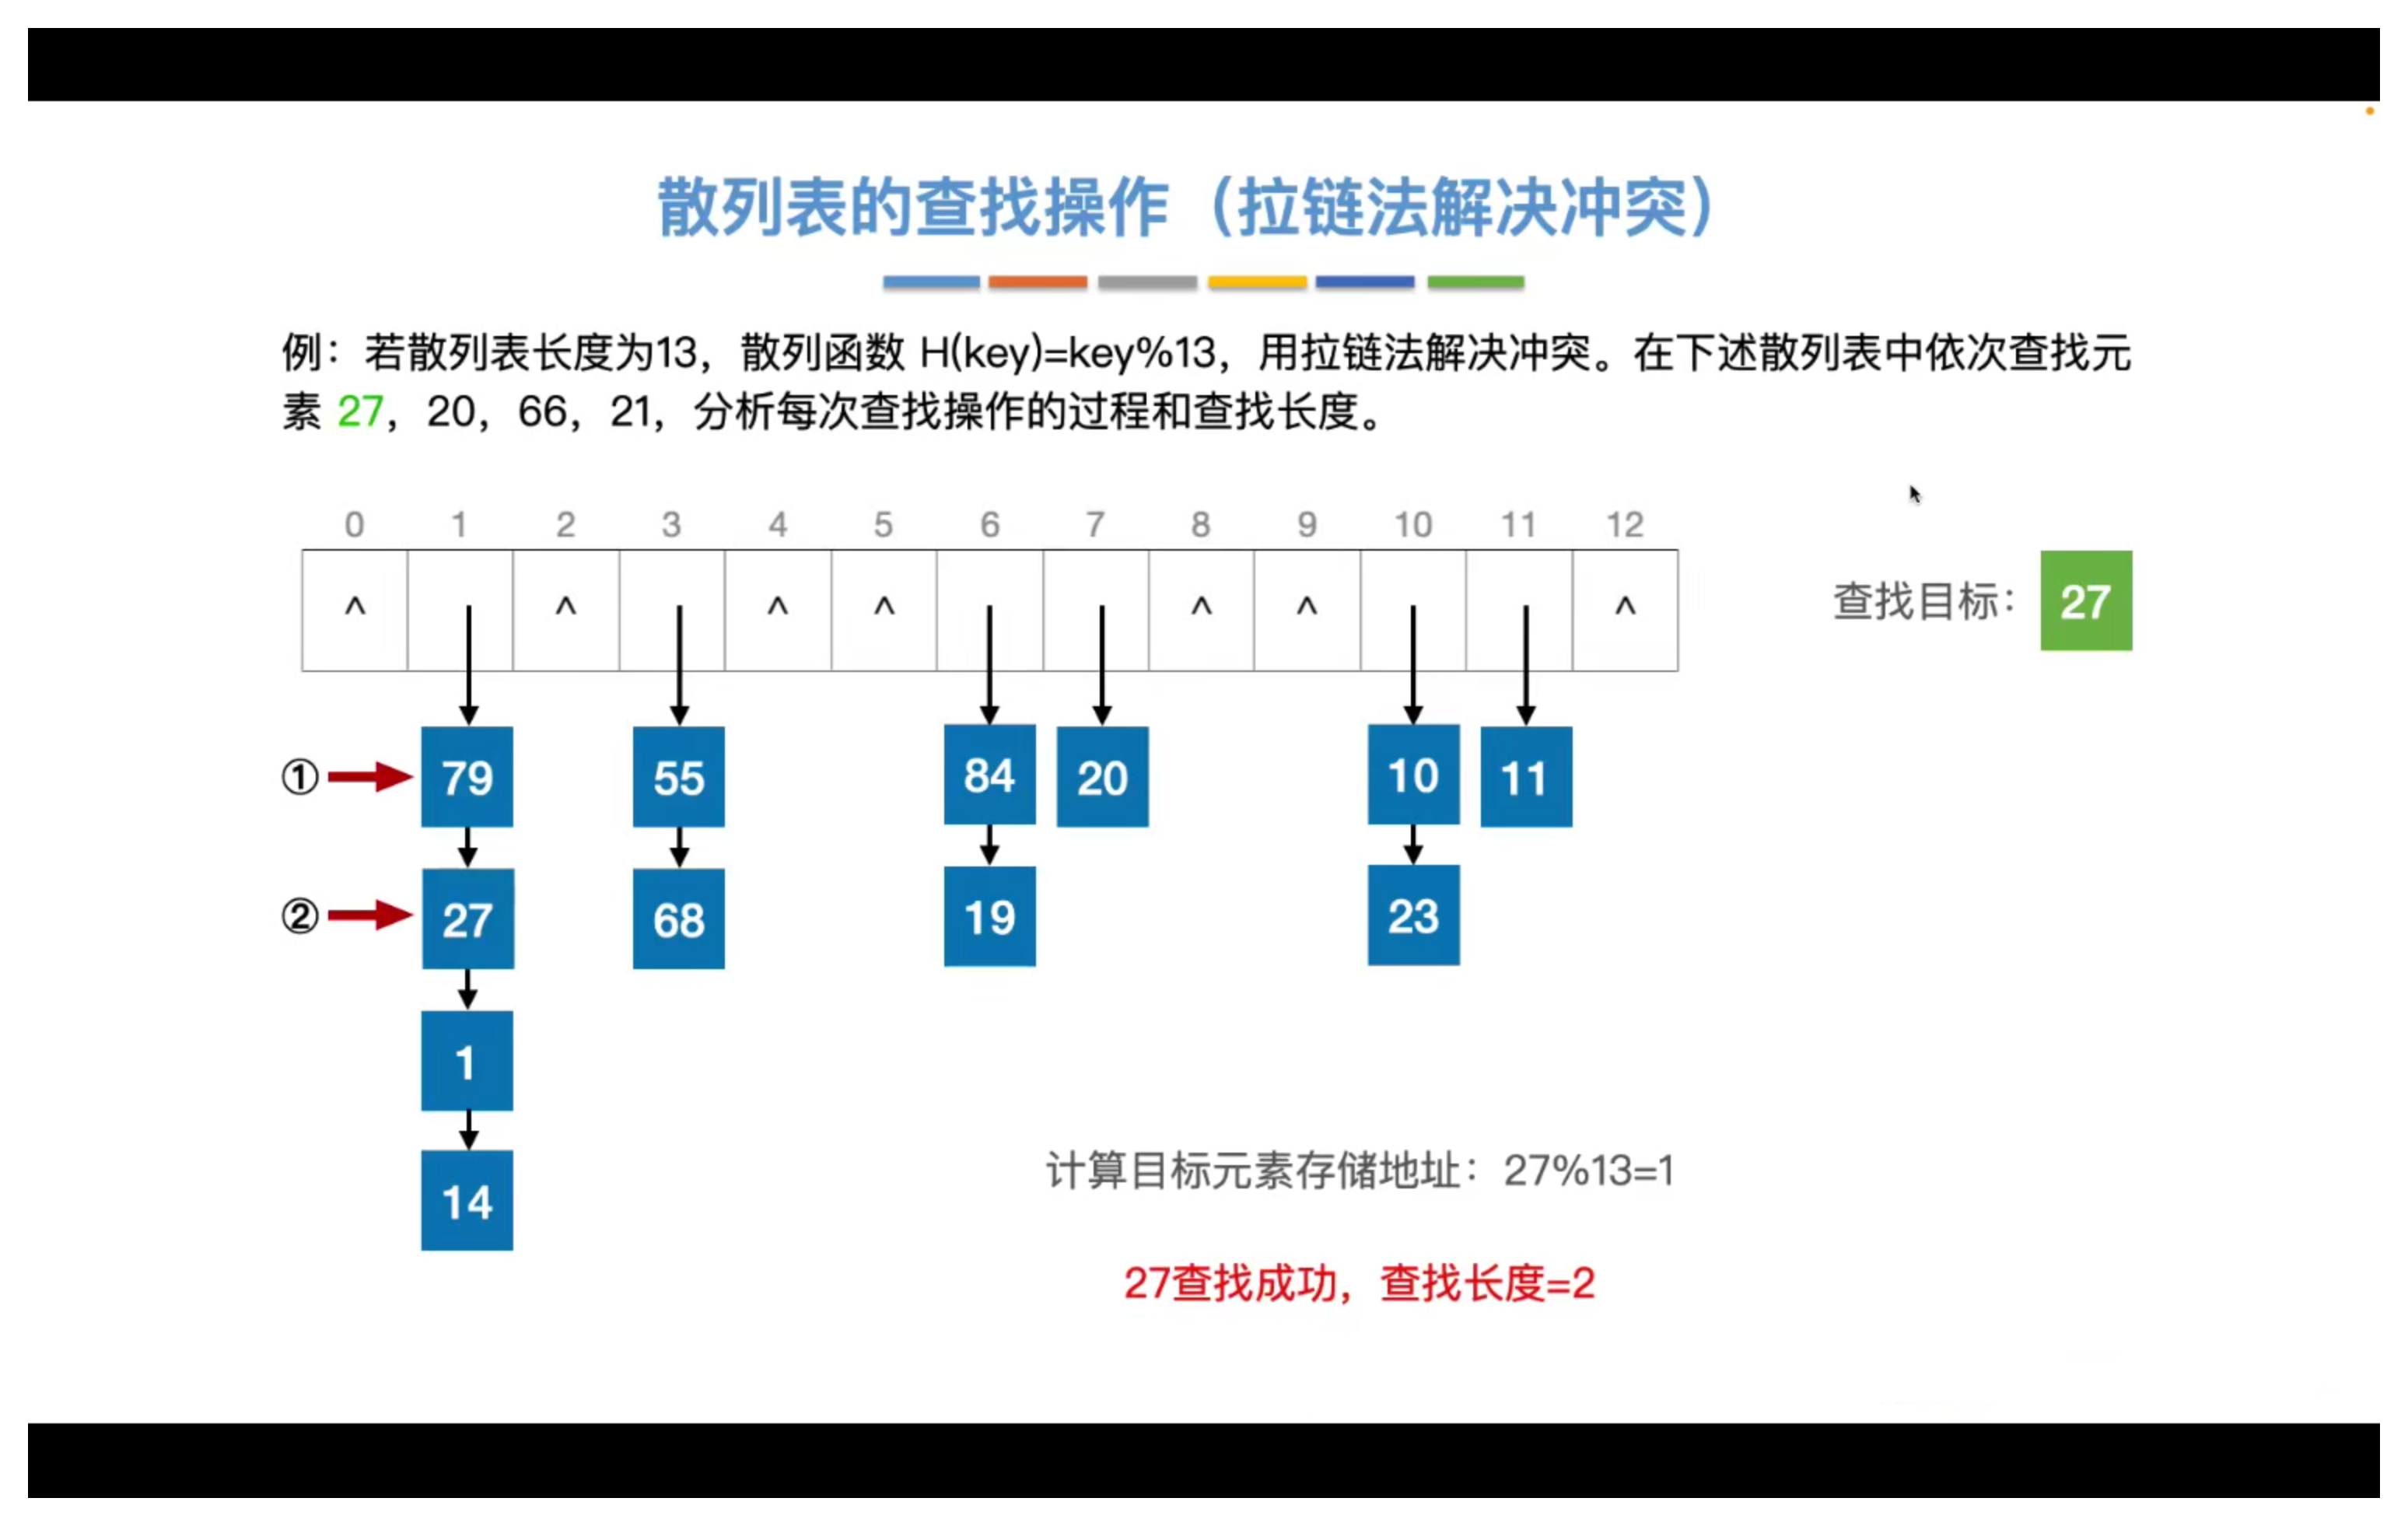 散列表的查找操作（拉链法解决冲突）
例：若散列表长度为13，散列函数 H(key)=key%13，用拉链法解决冲突。在下述散列表中依次查找元
素 27，20，66，21，分析每次查找操作的过程和查找长度。
0 1 2 3 4 5 6 7 8 9 10 11 12
^ ^ ^ ^ ^ ^ ^
查找目标： 27
① 79 55 84 20 10 11
② 27 68 19 23
1
14
计算目标元素存储地址：27%13=1
27查找成功，查找长度=2